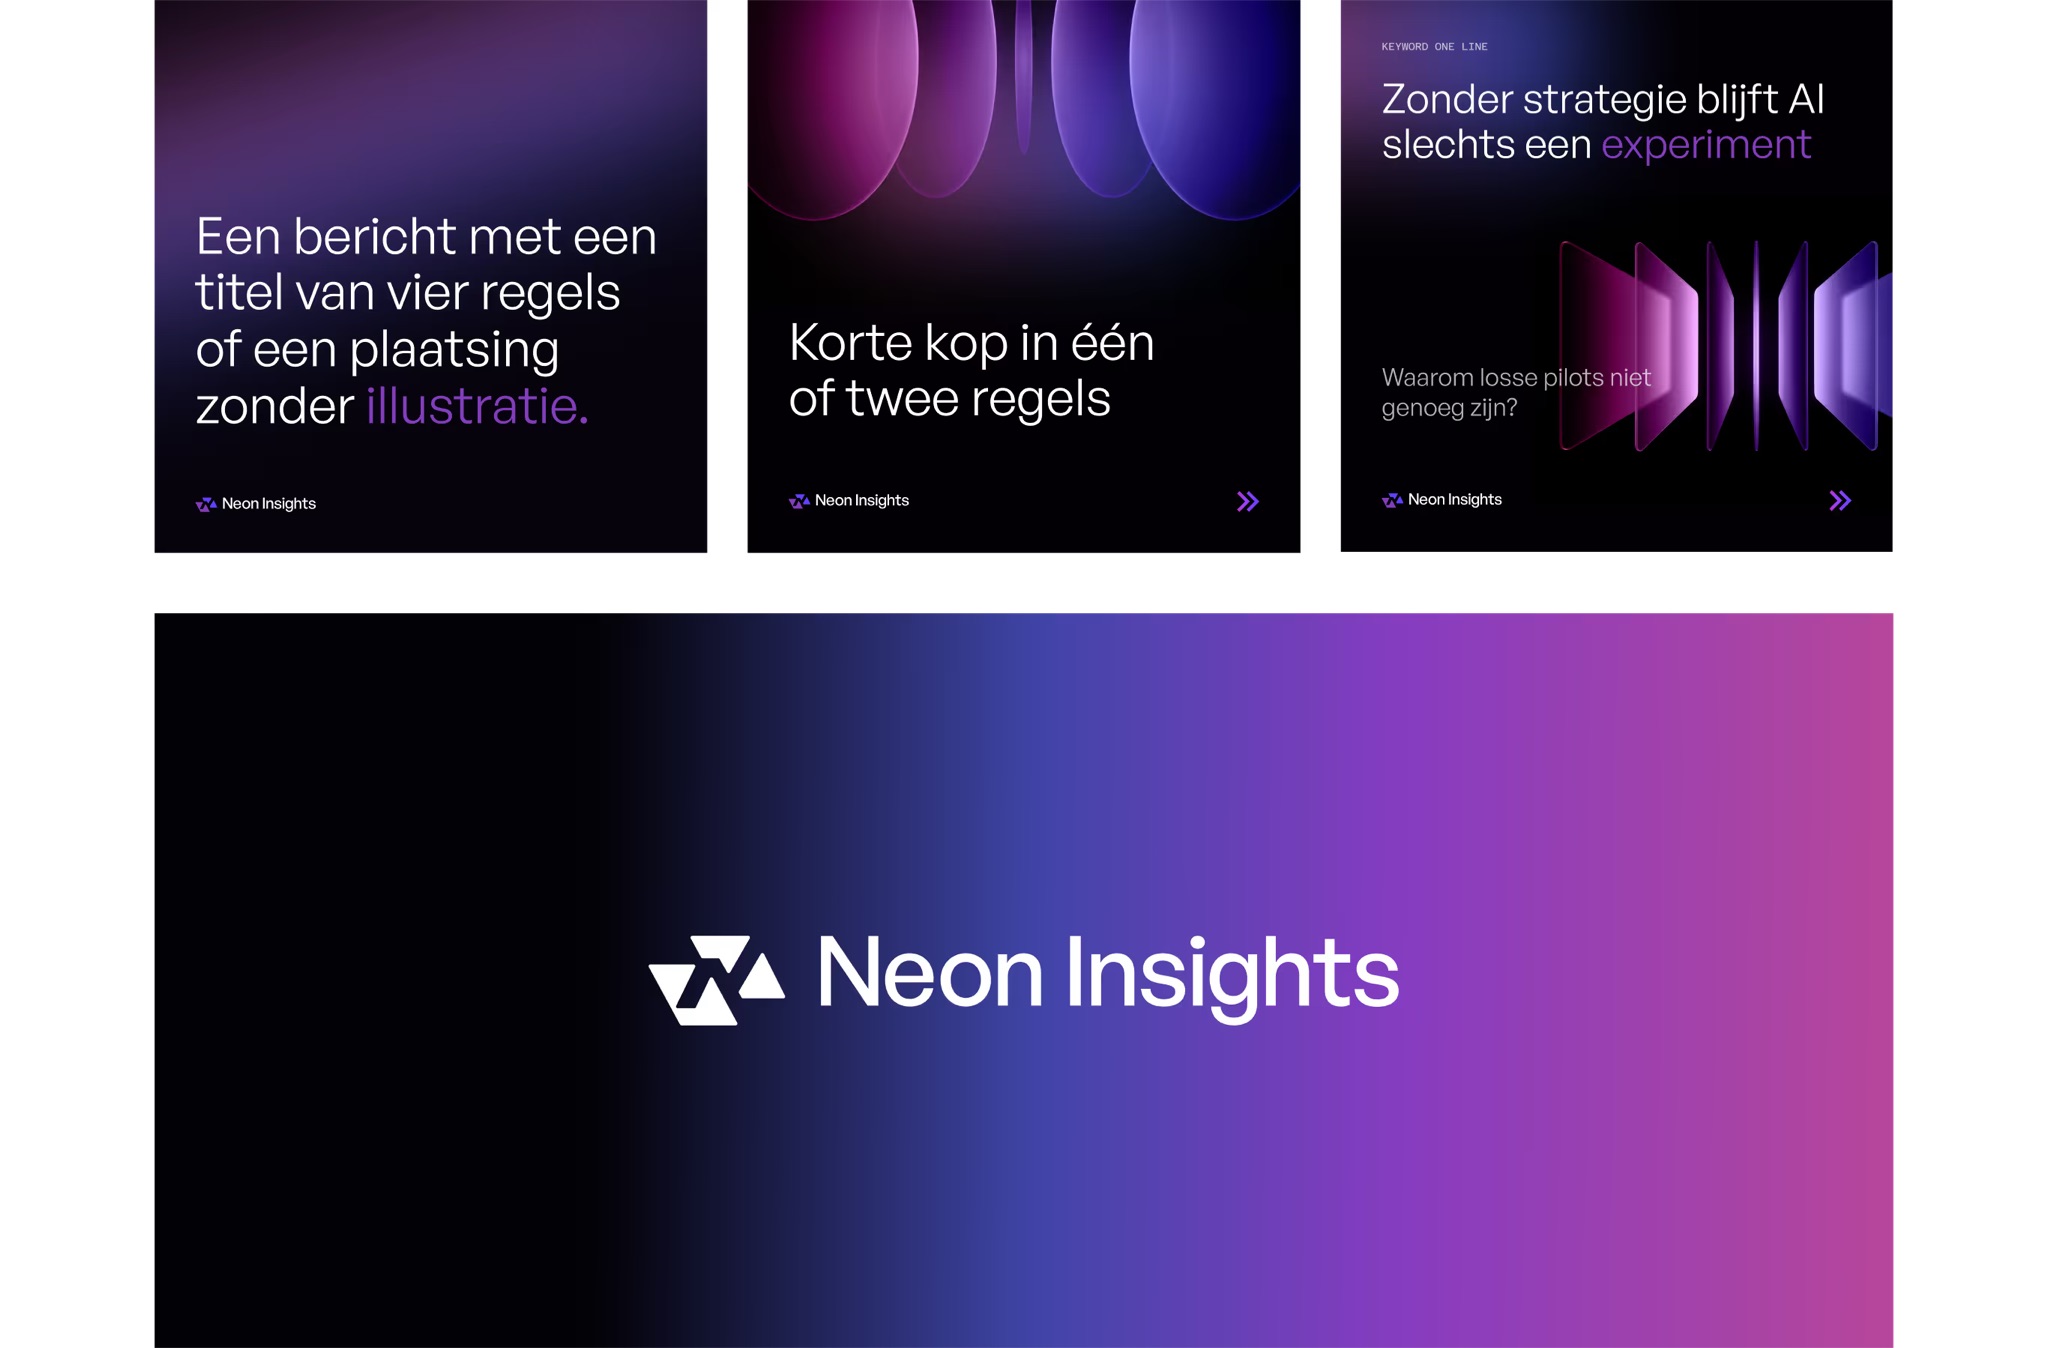 Een bericht met een
titel van vier regels
of een plaatsing
zonder illustratie.
Neon Insights
Korte kop in één
of twee regels
Neon Insights
KEYWORD ONE LINE
Zonder strategie blijft AI
slechts een experiment
Waarom losse pilots niet
genoeg zijn?
Neon Insights
Neon Insights